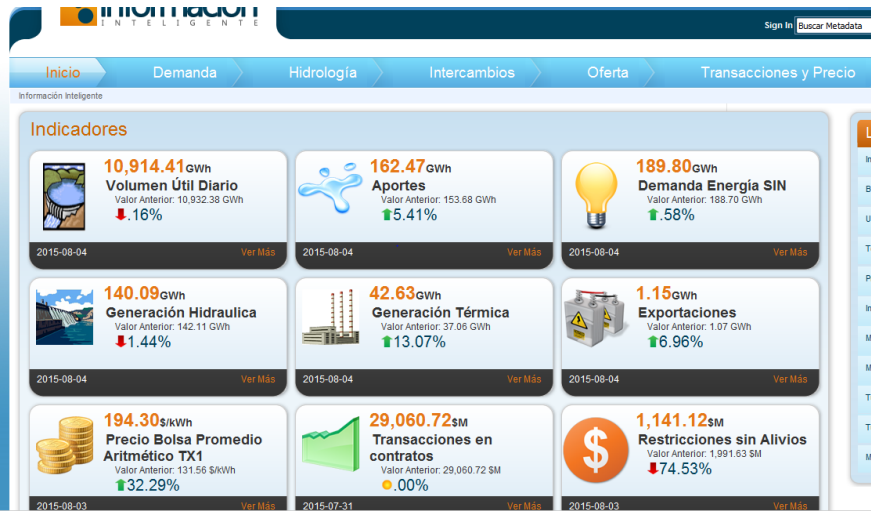 Información
INTELIGENTE
Sign In Buscar Metadata
Inicio Demanda Hidrología Intercambios Oferta Transacciones y Precio
Información Inteligente
Indicadores
10,914.41GWh
Volumen Útil Diario
Valor Anterior: 10,932.38 GWh
.16%
2015-08-04 Ver Más
162.47GWh
Aportes
Valor Anterior: 153.68 GWh
5.41%
2015-08-04 Ver Más
189.80GWh
Demanda Energía SIN
Valor Anterior: 188.70 GWh
.58%
2015-08-04 Ver Más
140.09GWh
Generación Hidraulica
Valor Anterior: 142.11 GWh
1.44%
2015-08-04 Ver Más
42.63GWh
Generación Térmica
Valor Anterior: 37.06 GWh
13.07%
2015-08-04 Ver Más
1.15GWh
Exportaciones
Valor Anterior: 1.07 GWh
6.96%
2015-08-04 Ver Más
194.30$/kWh
Precio Bolsa Promedio
Aritmético TX1
Valor Anterior: 131.56 $/kWh
32.29%
2015-08-03 Ver Más
29,060.72$M
Transacciones en
contratos
Valor Anterior: 29,060.72 $M
.00%
2015-07-31 Ver Más
1,141.12$M
Restricciones sin Alivios
Valor Anterior: 1,991.63 $M
74.53%
2015-08-03 Ver Más